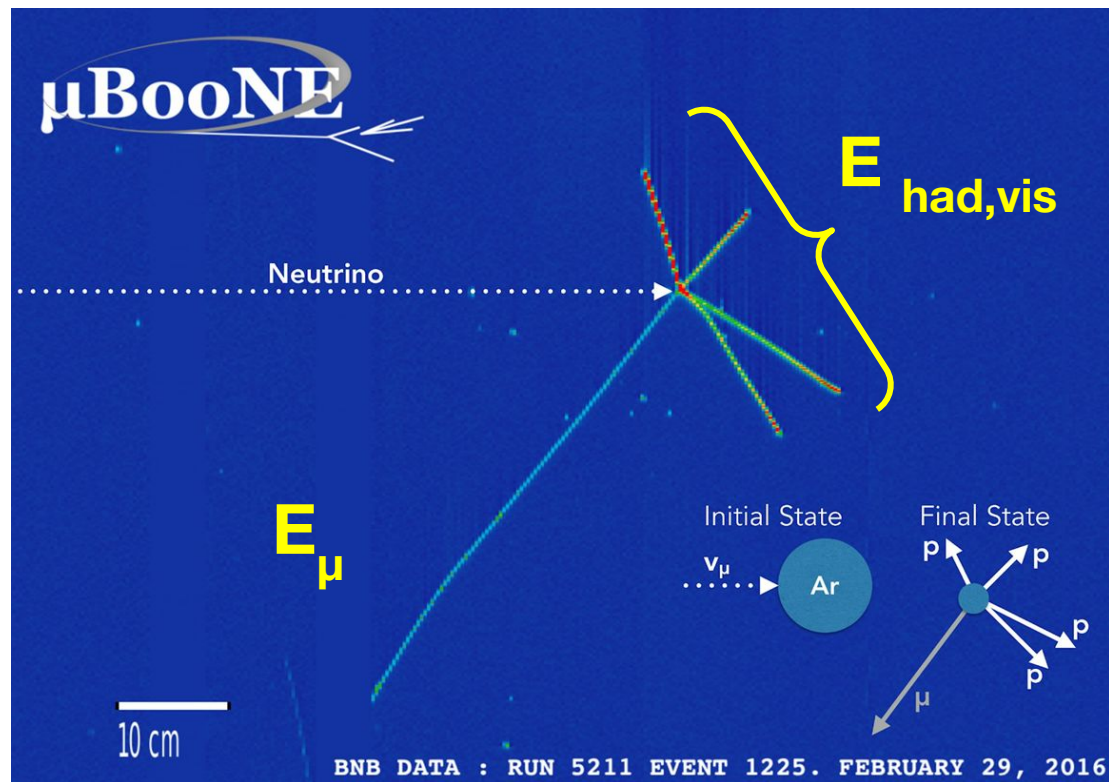 µBooNE
E had,vis
Neutrino
Eµ
Initial State
Final State
νµ
Ar
p
p
p
p
µ
10 cm
BNB DATA : RUN 5211 EVENT 1225. FEBRUARY 29, 2016